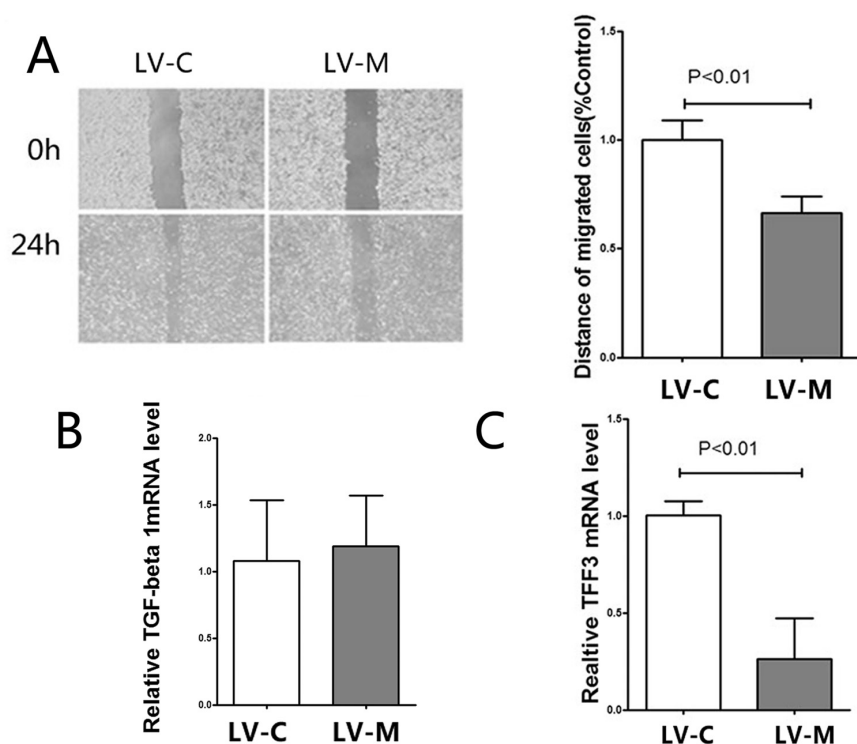 A
LV-C
LV-M
0h
24h
Distance of migrated cells(%Control)
1.5
1.0
0.5
0.0
P<0.01
LV-C
LV-M
B
Relative TGF-beta 1mRNA level
2.0
1.5
1.0
0.5
0.0
LV-C
LV-M
C
Realtive TFF3 mRNA level
1.5
1.0
0.5
0.0
P<0.01
LV-C
LV-M